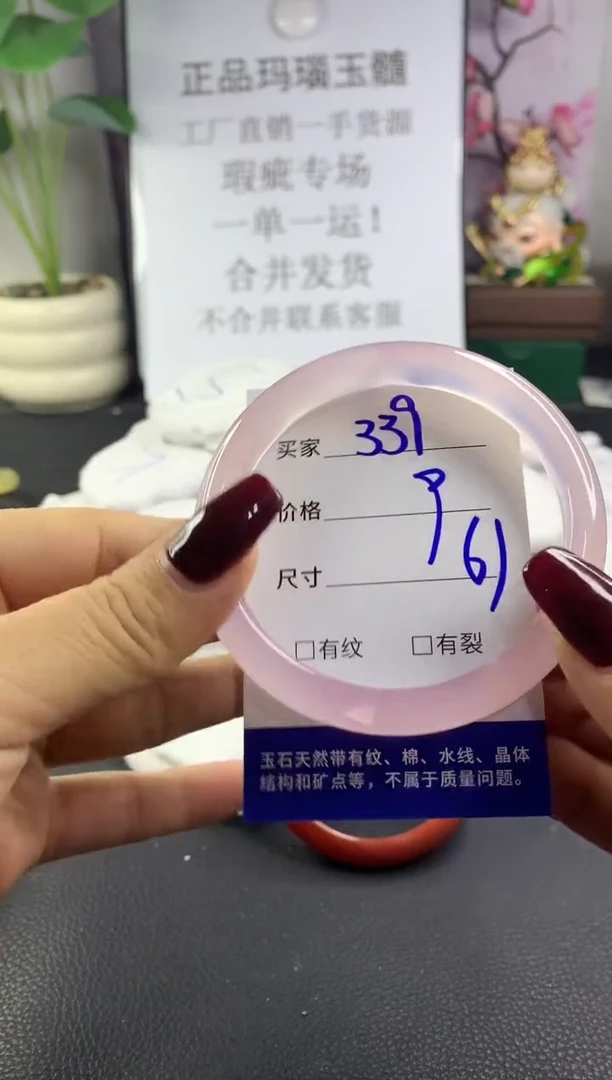 正品玛瑙玉髓
工厂直销一手货源
瑕疵专场
一单一运！
合并发货
不合并联系客服
买家 339
价格 9
尺寸 61
□有纹 □有裂
玉石天然带有纹、棉、水线、晶体
结构和矿点等，不属于质量问题。